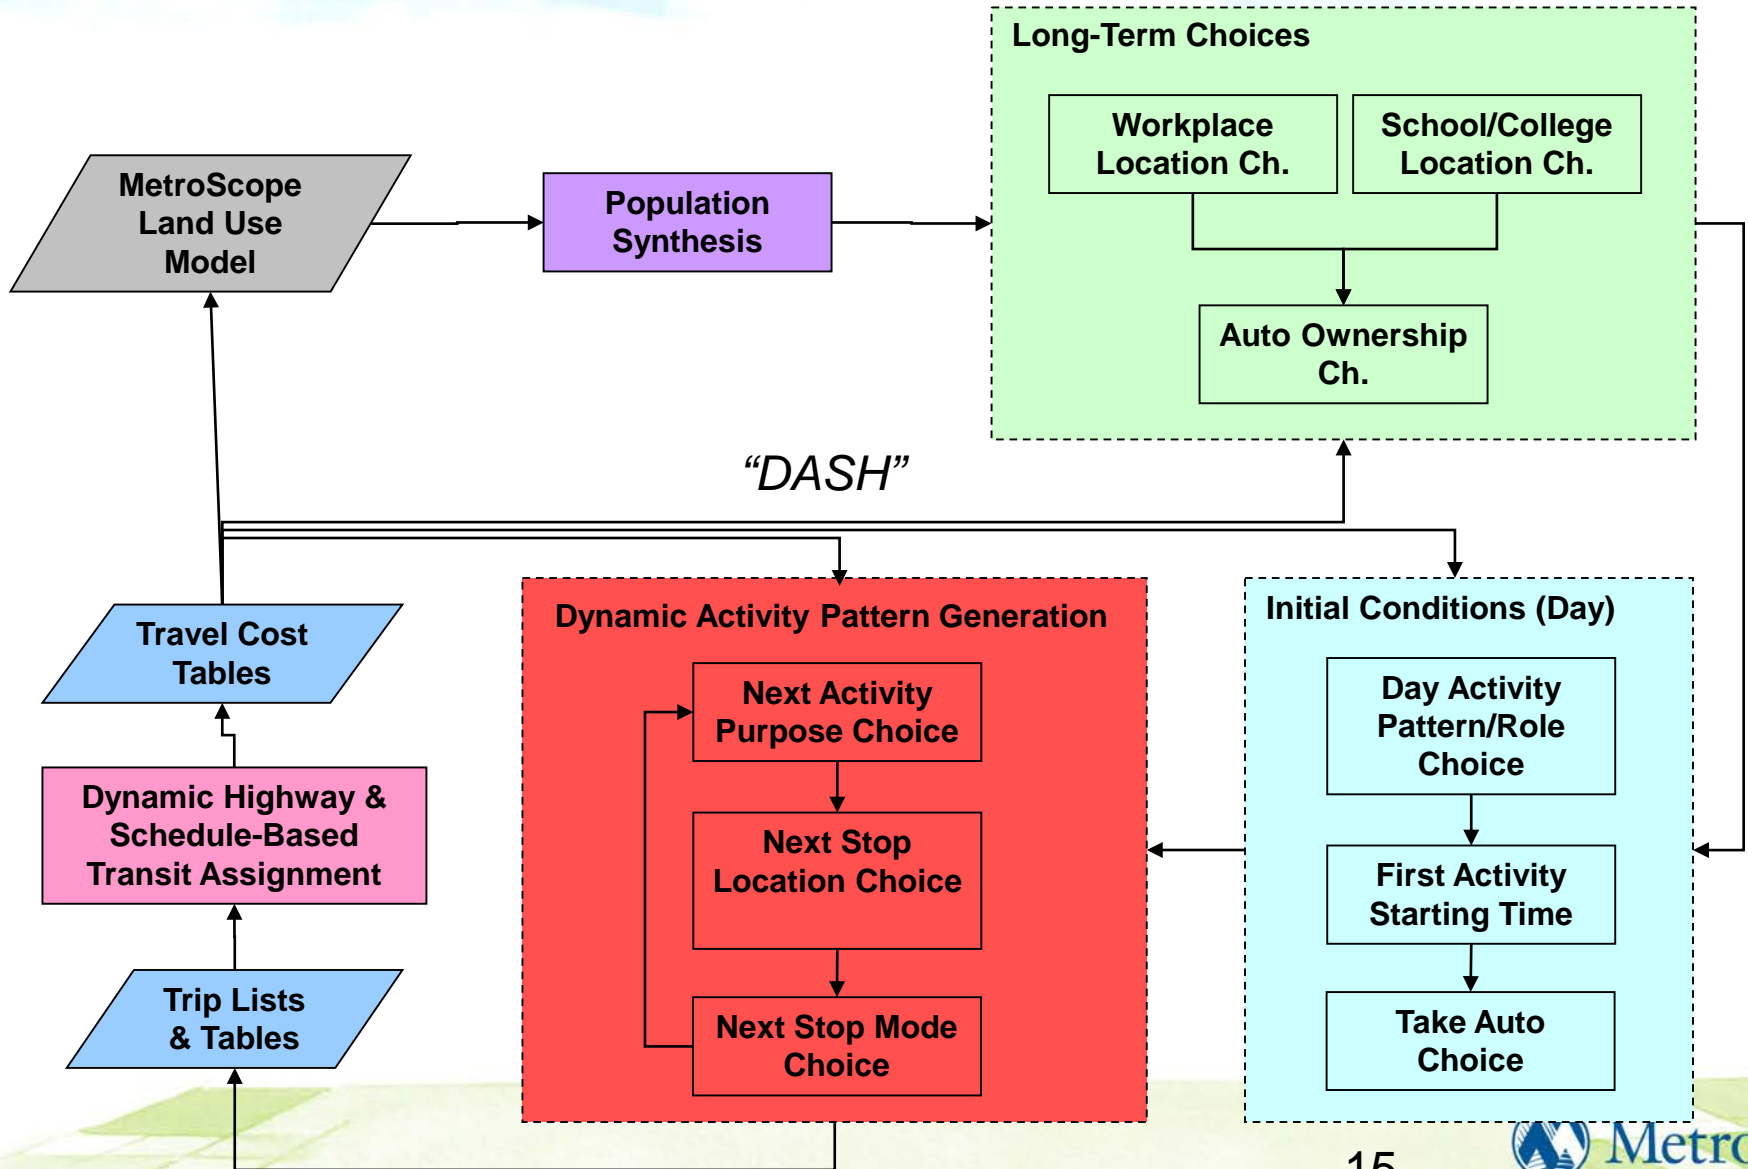 Long-Term Choices
Workplace
Location Ch.
School/College
Location Ch.
MetroScope
Land Use
Model
Population
Synthesis
Auto Ownership
Ch.
“DASH”
Travel Cost
Tables
Dynamic Activity Pattern Generation
Initial Conditions (Day)
Next Activity
Purpose Choice
Day Activity
Pattern/Role
Choice
Dynamic Highway &
Schedule-Based
Transit Assignment
Next Stop
Location Choice
First Activity
Starting Time
Trip Lists
& Tables
Next Stop Mode
Choice
Take Auto
Choice
15
Metro